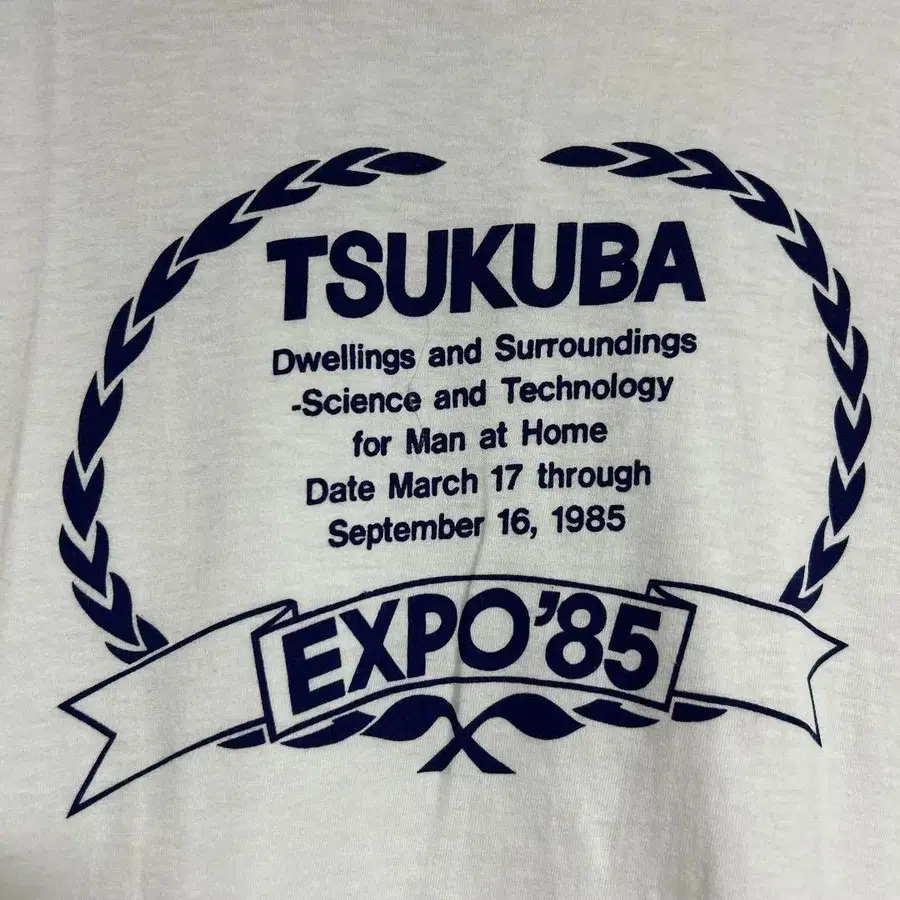 TSUKUBA
Dwellings and Surroundings
-Science and Technology
for Man at Home
Date March 17 through
September 16, 1985
EXPO'85